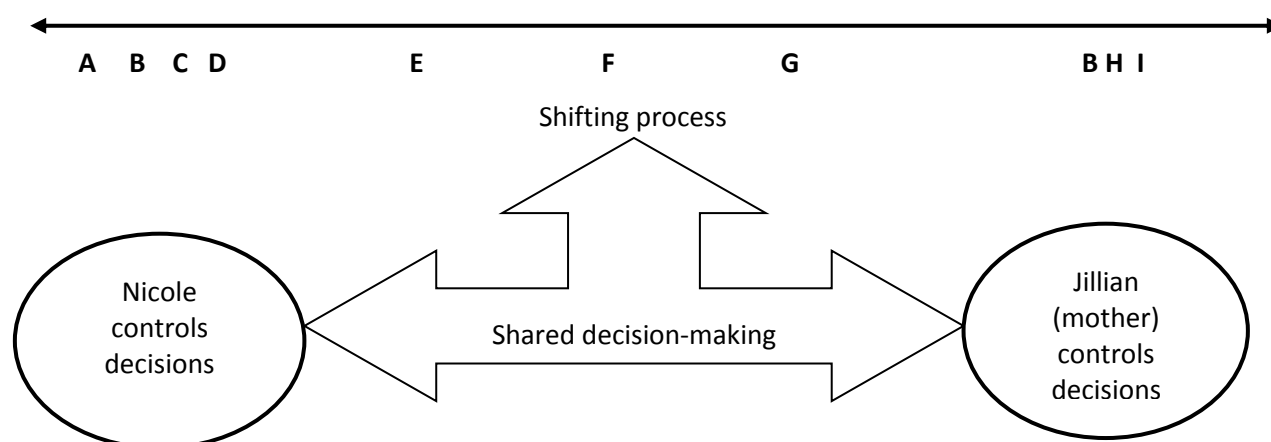 A B C D E F G B H I
Shifting process
Nicole
controls
decisions
Shared decision-making
Jillian
(mother)
controls
decisions